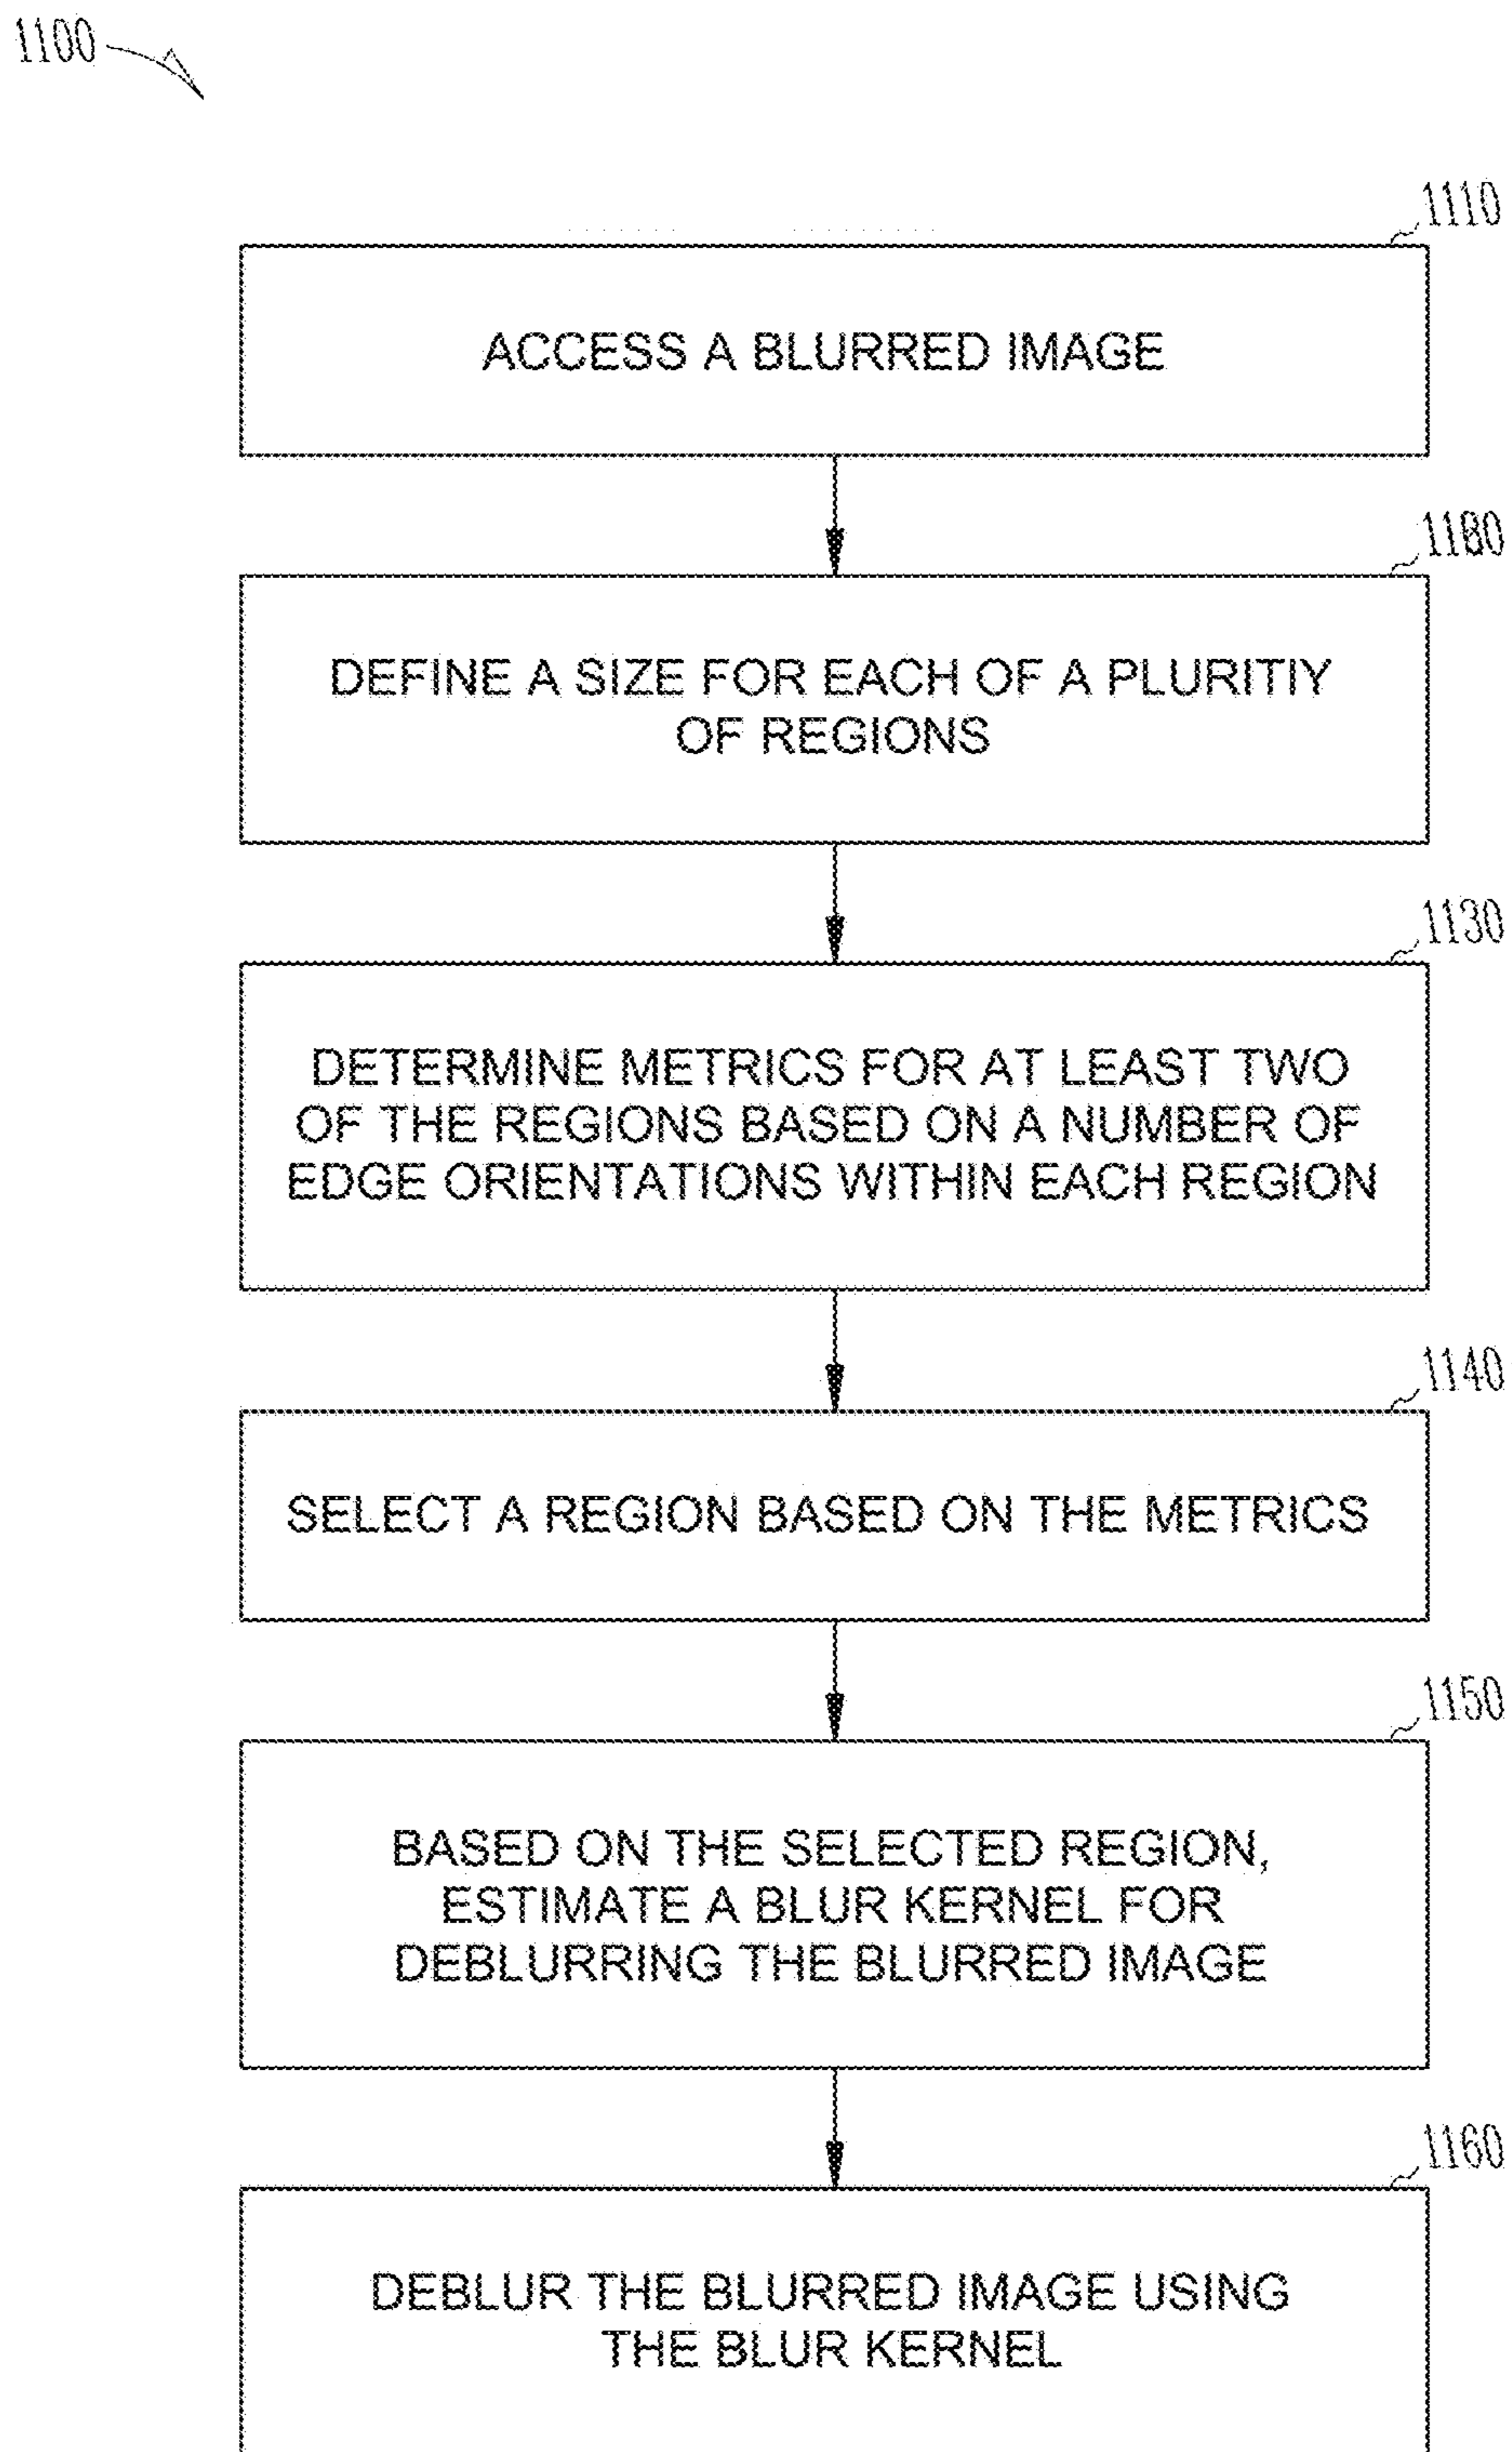 1100
1110
ACCESS A BLURRED IMAGE
DEFINE A SIZE FOR EACH OF A PLURITIY
OF REGIONS
1130
DETERMINE METRICS FOR AT LEAST TWO
OF THE REGIONS BASED ON A NUMBER OF
EDGE ORIENTATIONS WITHIN EACH REGION
1140
SELECT A REGION BASED ON THE METRICS
1150
BASED ON THE SELECTED REGION,
ESTIMATE A BLUR KERNEL FOR
DEBLURRING THE BLURRED IMAGE
1160
DEBLUR THE BLURRED IMAGE USING
THE BLUR KERNEL